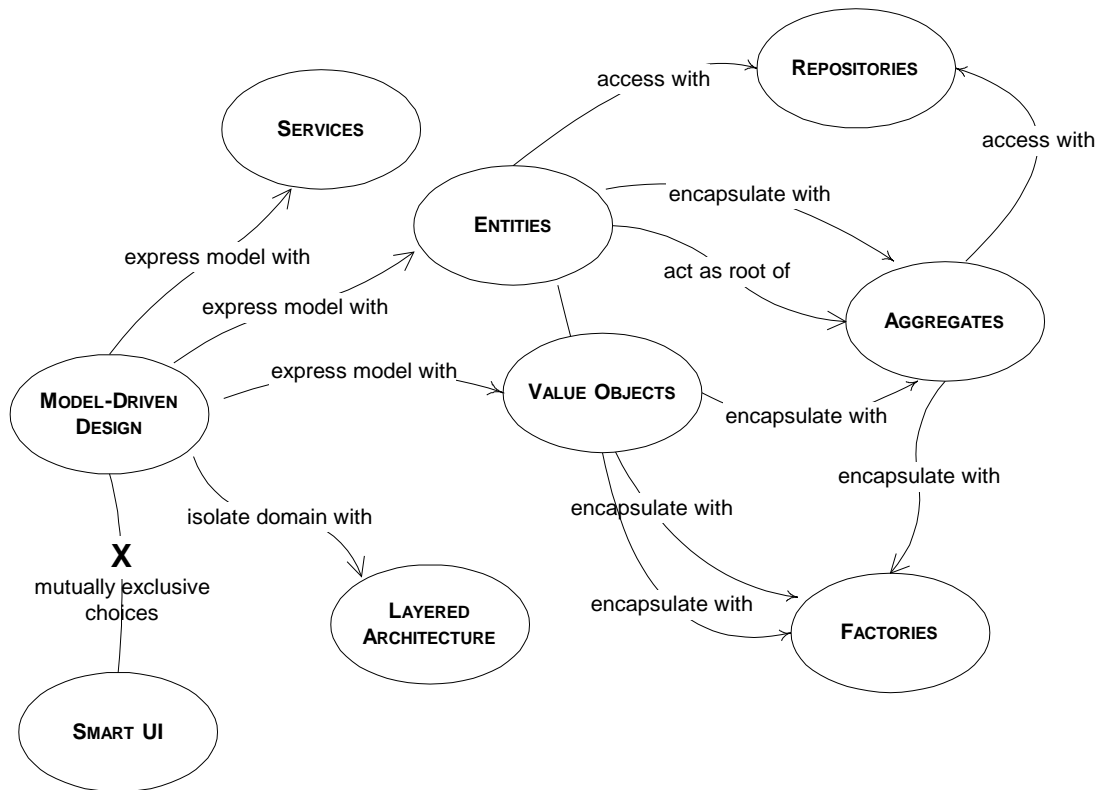 REPOSITORIES
access with
SERVICES
access with
ENTITIES
encapsulate with
express model with
act as root of
express model with
AGGREGATES
express model with
VALUE OBJECTS
MODEL-DRIVEN
DESIGN
encapsulate with
encapsulate with
encapsulate with
isolate domain with
X
mutually exclusive
choices
encapsulate with
LAYERED
ARCHITECTURE
FACTORIES
SMART UI